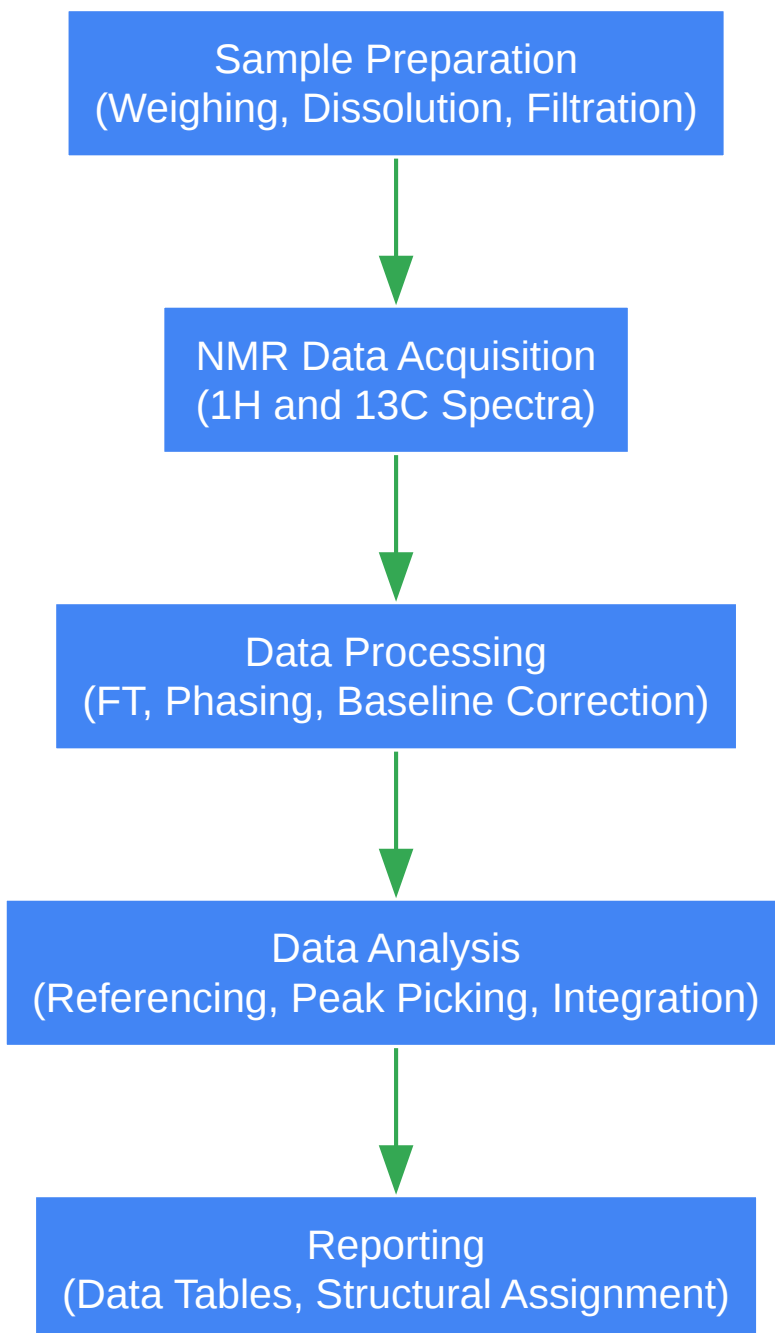 Sample Preparation
(Weighing, Dissolution, Filtration)
NMR Data Acquisition
(1H and 13C Spectra)
Data Processing
(FT, Phasing, Baseline Correction)
Data Analysis
(Referencing, Peak Picking, Integration)
Reporting
(Data Tables, Structural Assignment)